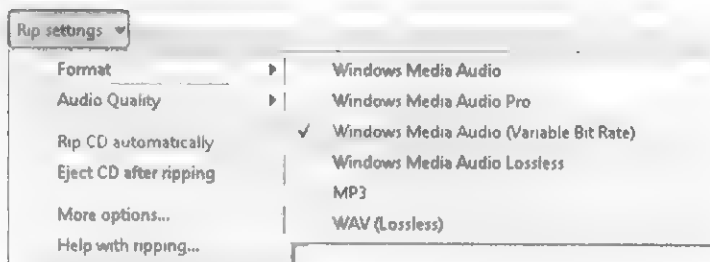 Rip settings
Format
Audio Quality
Rip CD automatically
Eject CD after ripping
More options...
Help with ripping...
Windows Media Audio
Windows Media Audio Pro
✓ Windows Media Audio (Variable Bit Rate)
Windows Media Audio Lossless
MP3
WAV (Lossless)